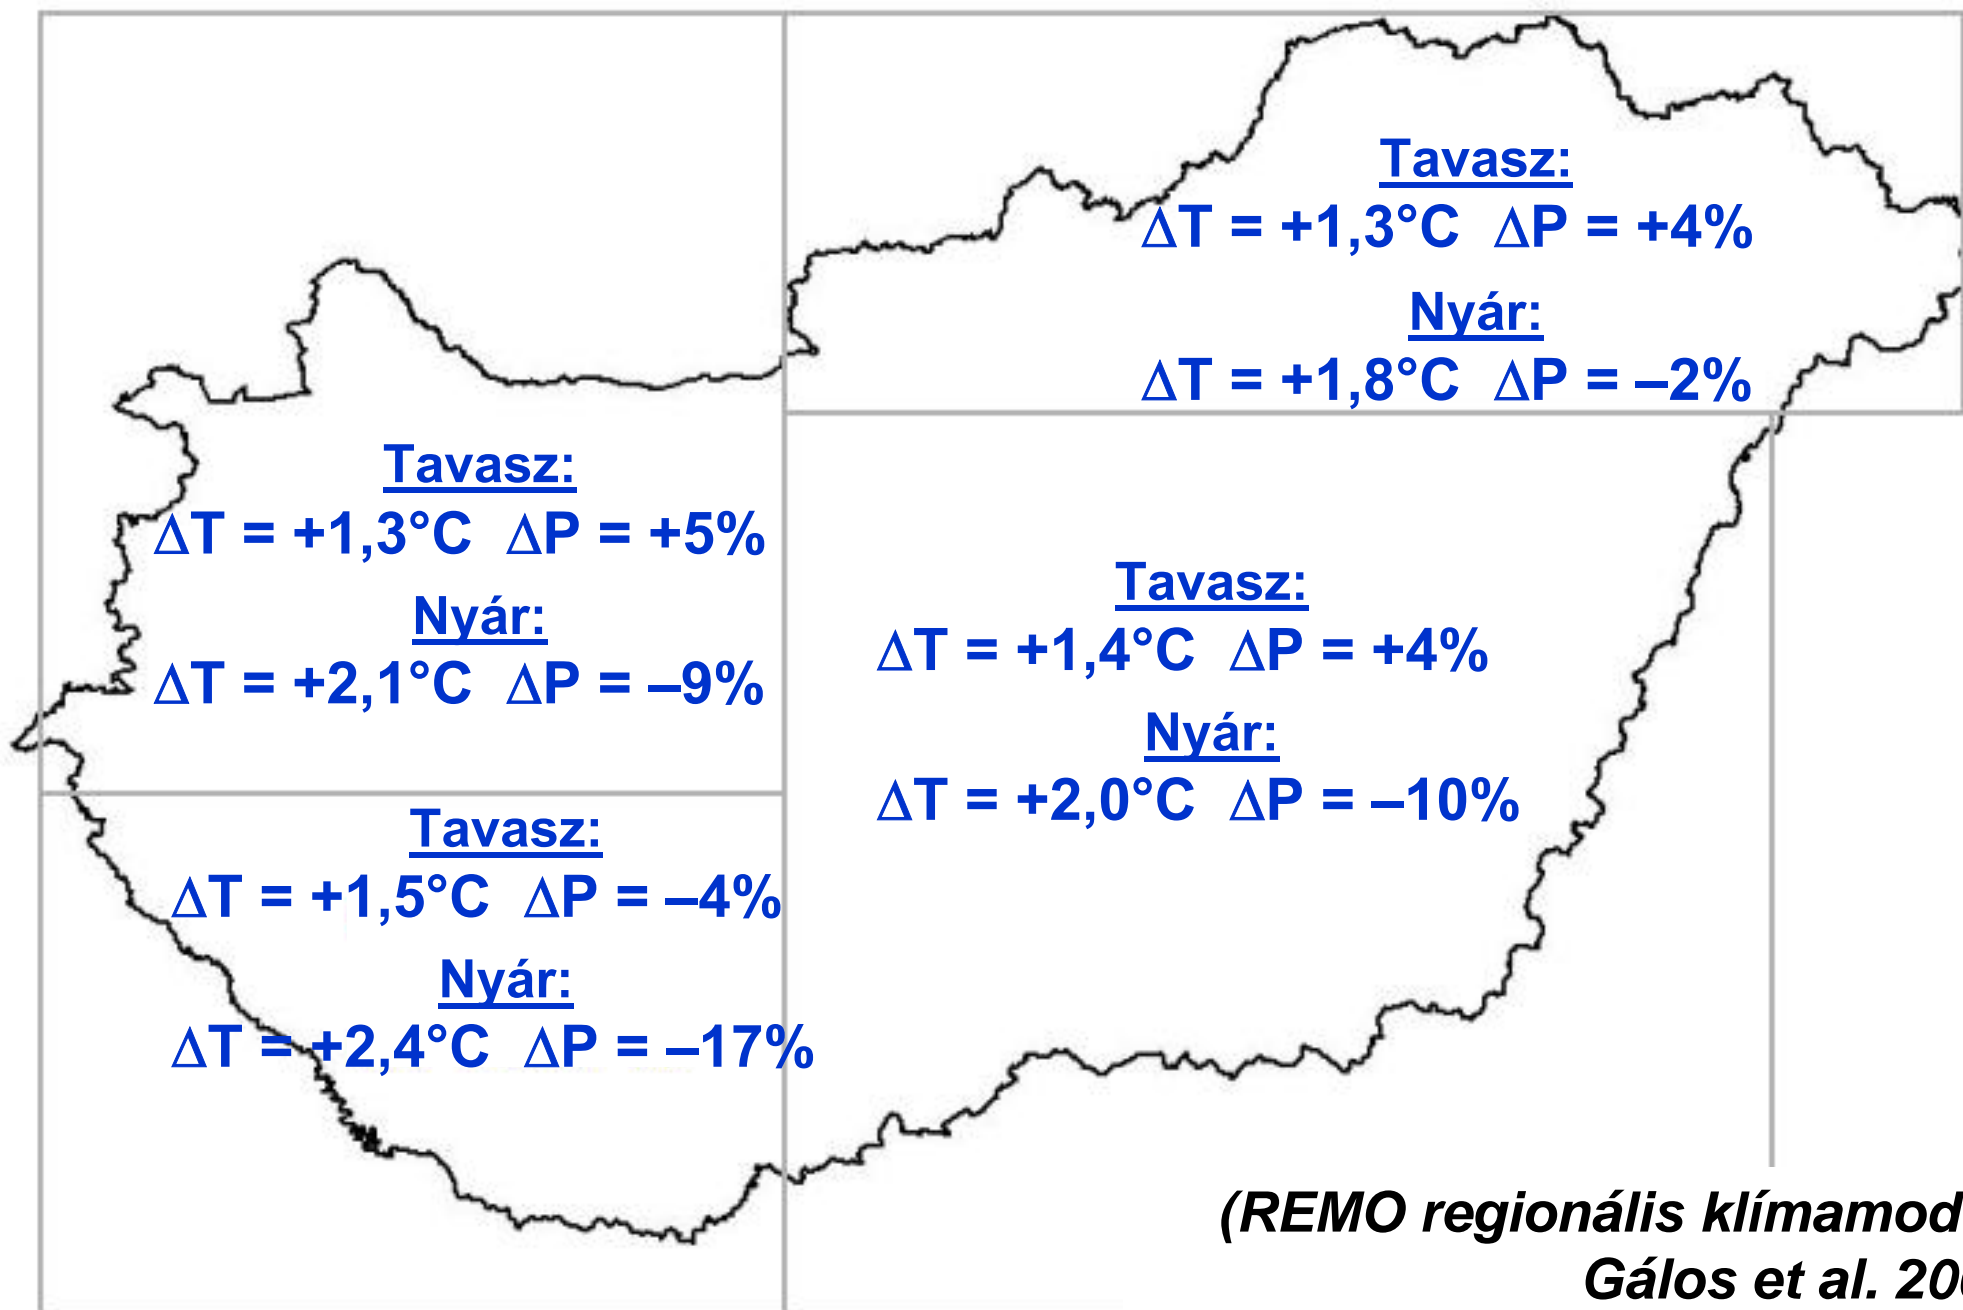 Tavasz:
ΔT = +1,3°C ΔP = +4%
Nyár:
ΔT = +1,8°C ΔP = –2%
Tavasz:
ΔT = +1,3°C ΔP = +5%
Nyár:
ΔT = +2,1°C ΔP = –9%
Tavasz:
ΔT = +1,4°C ΔP = +4%
Nyár:
ΔT = +2,0°C ΔP = –10%
Tavasz:
ΔT = +1,5°C ΔP = –4%
Nyár:
ΔT = +2,4°C ΔP = –17%
(REMO regionális
Gálos et al.